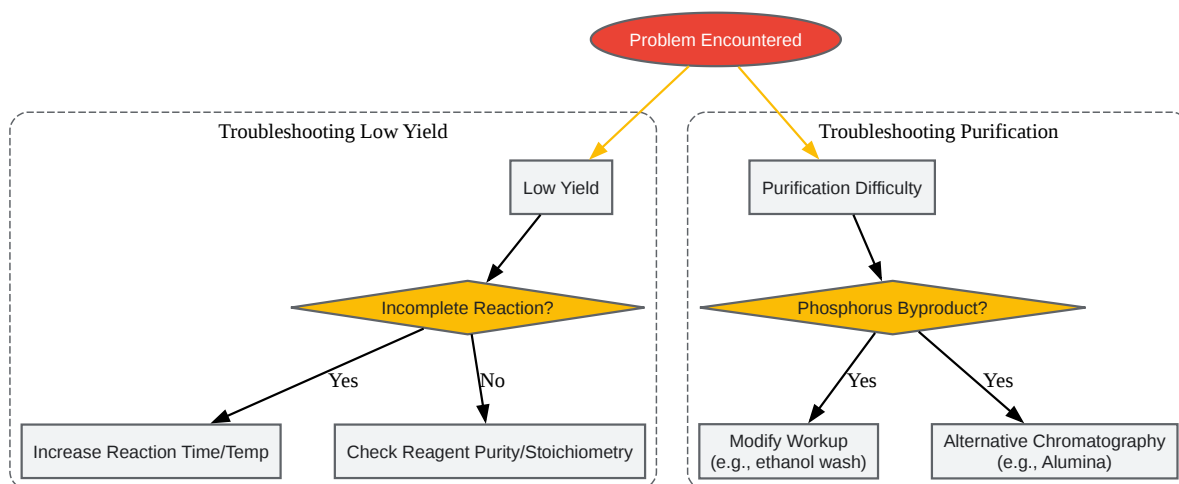 Problem Encountered
Troubleshooting Low Yield
Troubleshooting Purification
Low Yield
Purification Difficulty
Incomplete Reaction?
Phosphorus Byproduct?
Yes
No
Yes
Yes
Increase Reaction Time/Temp
Check Reagent Purity/Stoichiometry
Modify Workup
(e.g., ethanol wash)
Alternative Chromatography
(e.g., Alumina)